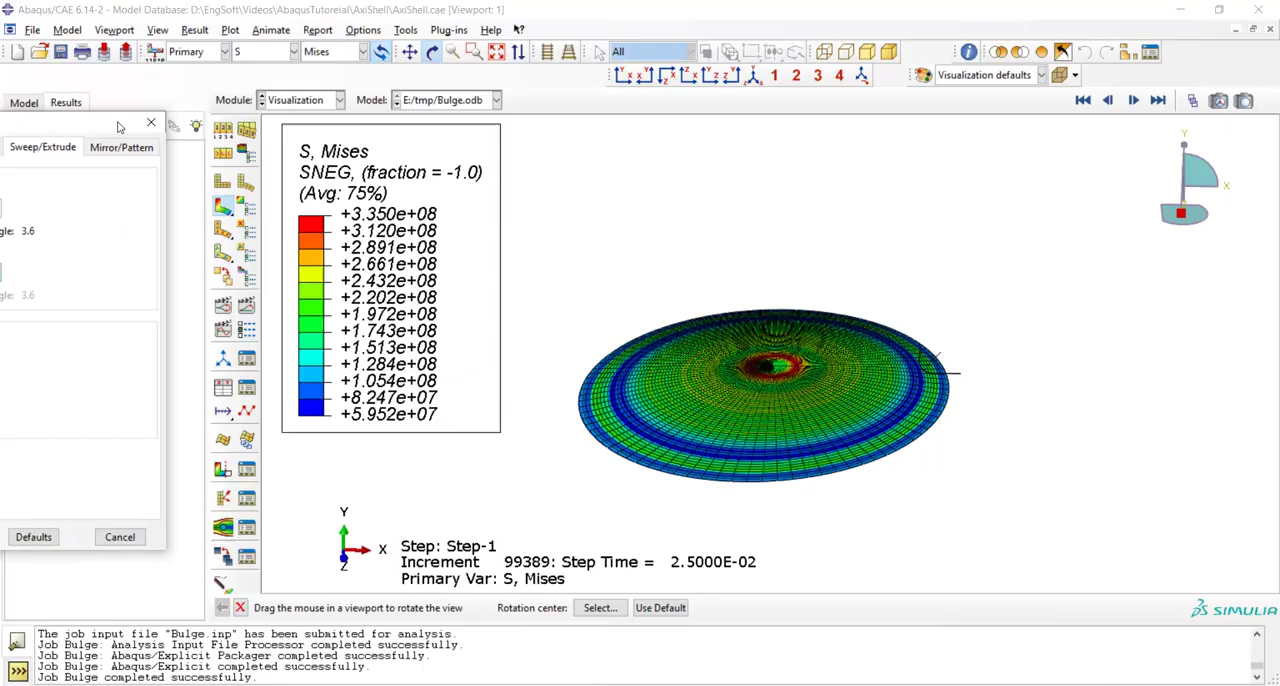 Abaqus/CAE 6.14-2 - Model Database: D:\EngSoft\Videos\AbaqusTutoreial\AxiShell\AxiShell.cae [Viewport: 1]
File Model Viewport View Result Plot Animate Report Options Tools Plug-ins Help
Primary S Mises All
1 2 3 4 Visualization defaults
Model Results Module: Visualization Model: E:/tmp/Bulge.odb
Sweep/Extrude Mirror/Pattern
gle: 3.6
gle: 3.6
Defaults Cancel
S, Mises
SNEG, (fraction = -1.0)
(Avg: 75%)
+3.350e+08
+3.120e+08
+2.891e+08
+2.661e+08
+2.432e+08
+2.202e+08
+1.972e+08
+1.743e+08
+1.513e+08
+1.284e+08
+1.054e+08
+8.247e+07
+5.952e+07
Y
X
Y
X
Z
Step: Step-1
Increment 99389: Step Time = 2.5000E-02
Primary Var: S, Mises
Drag the mouse in a viewport to rotate the view Rotation center: Select... Use Default
SIMULIA
The job input file "Bulge.inp" has been submitted for analysis.
Job Bulge: Analysis Input File Processor completed successfully.
Job Bulge: Abaqus/Explicit Packager completed successfully.
Job Bulge: Abaqus/Explicit completed successfully.
Job Bulge completed successfully.